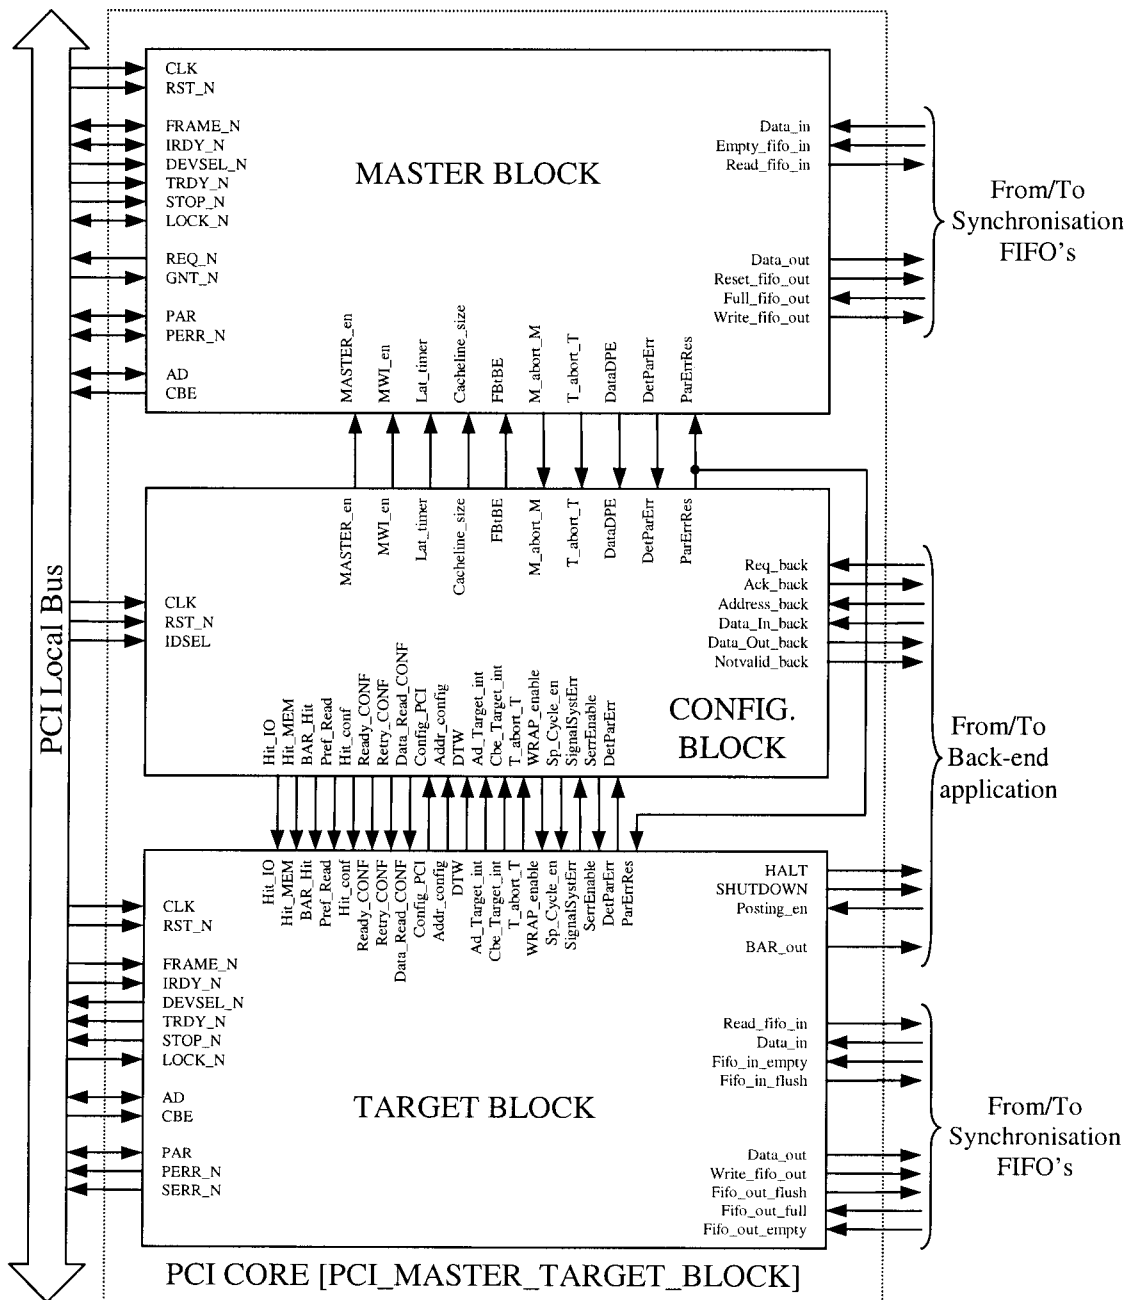 PCI Local Bus
CLK
RST_N
FRAME_N
IRDY_N
DEVSEL_N
TRDY_N
STOP_N
LOCK_N
REQ_N
GNT_N
PAR
PERR_N
AD
CBE
MASTER BLOCK
Data_in
Empty_fifo_in
Read_fifo_in
Data_out
Reset_fifo_out
Full_fifo_out
Write_fifo_out
From/To
Synchronisation
FIFO's
MASTER_en
MWI_en
Lat_timer
Cacheline_size
FBtBE
M_abort_M
T_abort_T
DataDPE
DetParErr
ParErrRes
MASTER_en
MWI_en
Lat_timer
Cacheline_size
FBtBE
M_abort_M
T_abort_T
DataDPE
DetParErr
ParErrRes
CLK
RST_N
IDSEL
Req_back
Ack_back
Address_back
Data_In_back
Data_Out_back
Notvalid_back
CONFIG.
BLOCK
From/To
Back-end
application
Hit_IO
Hit_MEM
BAR_Hit
Pref_Read
Hit_conf
Ready_CONF
Retry_CONF
Data_Read_CONF
Config_PCI
Addr_config
DTW
Ad_Target_int
Cbe_Target_int
T_abort_T
WRAP_enable
Sp_Cycle_en
SignalSystErr
SerrEnable
DetParErr
Hit_IO
Hit_MEM
BAR_Hit
Pref_Read
Hit_conf
Ready_CONF
Retry_CONF
Data_Read_CONF
Config_PCI
Addr_config
DTW
Ad_Target_int
Cbe_Target_int
T_abort_T
WRAP_enable
Sp_Cycle_en
SignalSystErr
SerrEnable
DetParErr
ParErrRes
CLK
RST_N
FRAME_N
IRDY_N
DEVSEL_N
TRDY_N
STOP_N
LOCK_N
AD
CBE
PAR
PERR_N
SERR_N
TARGET BLOCK
HALT
SHUTDOWN
Posting_en
BAR_out
Read_fifo_in
Data_in
Fifo_in_empty
Fifo_in_flush
Data_out
Write_fifo_out
Fifo_out_flush
Fifo_out_full
Fifo_out_empty
From/To
Synchronisation
FIFO's
PCI CORE [PCI_MASTER_TARGET_BLOCK]